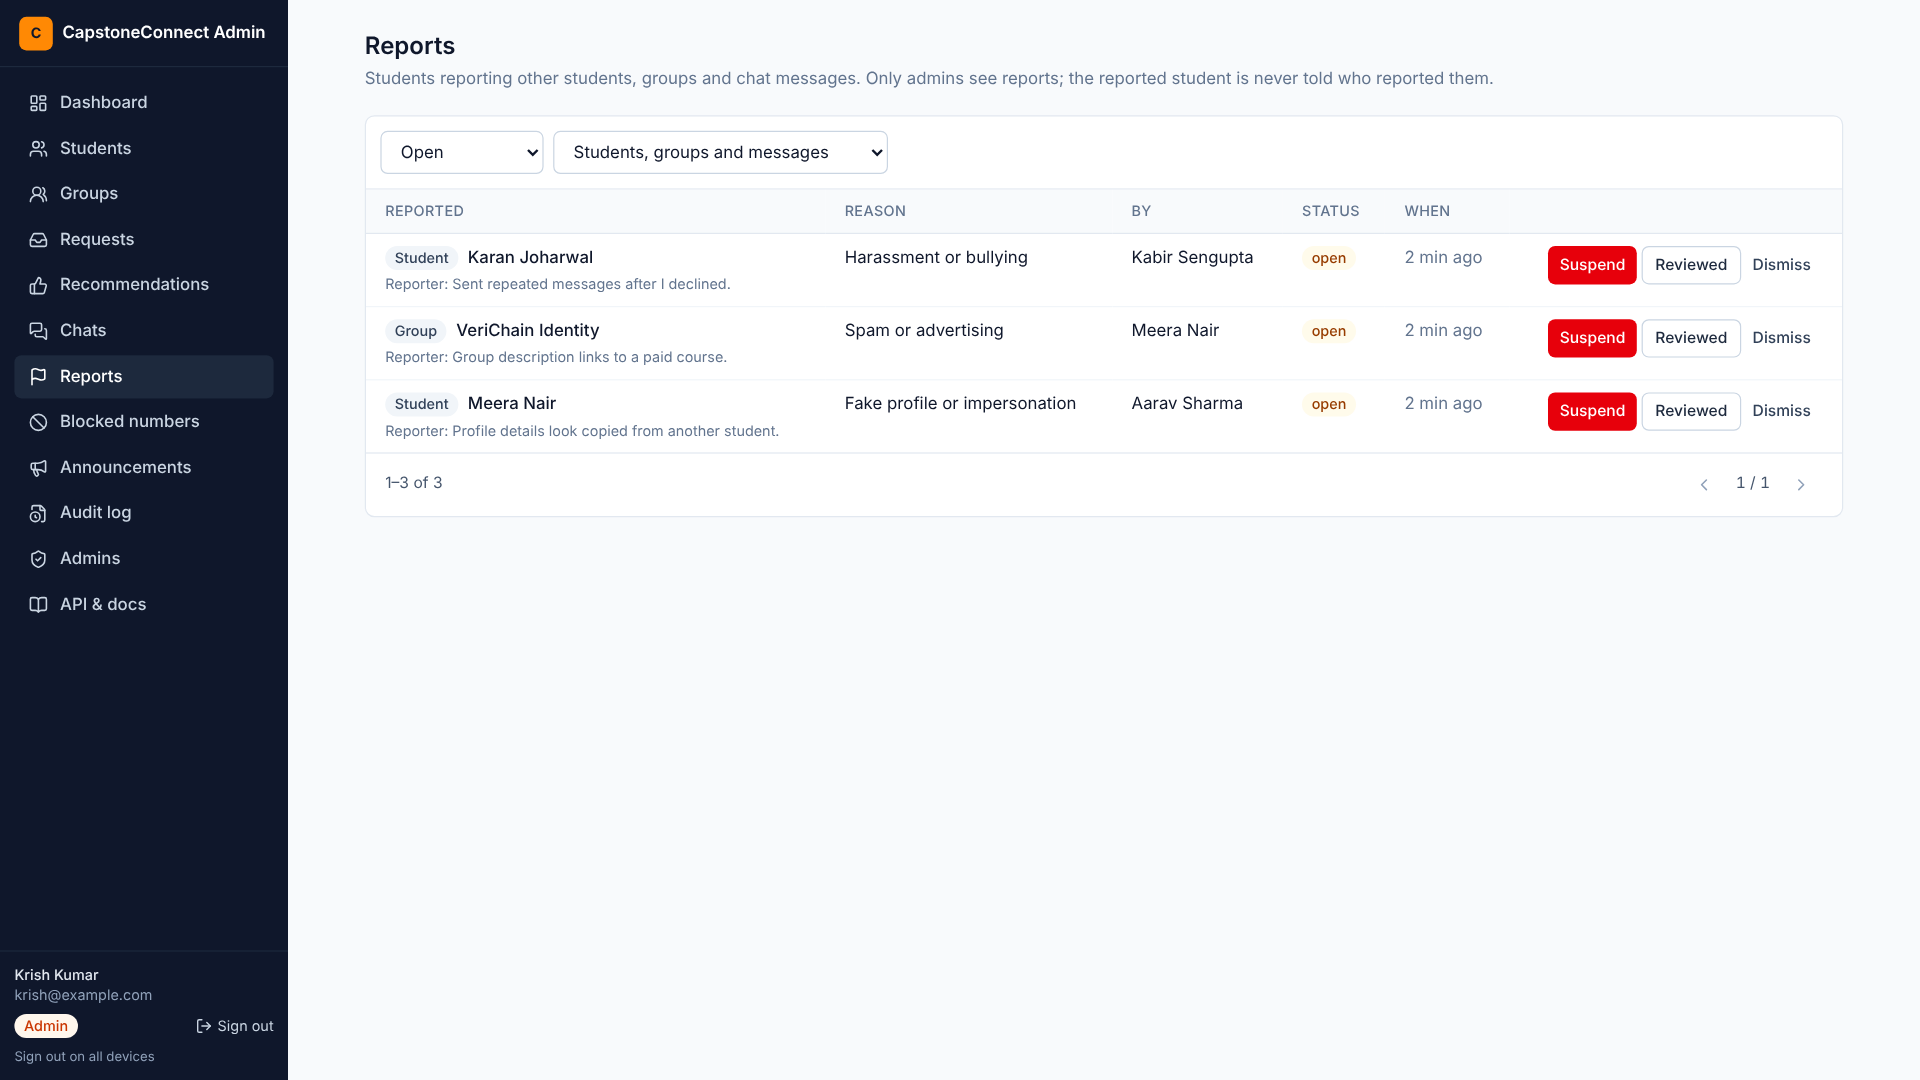 C CapstoneConnect Admin
Dashboard
Students
Groups
Requests
Recommendations
Chats
Reports
Blocked numbers
Announcements
Audit log
Admins
API & docs
Krish Kumar
krish@example.com
Admin Sign out
Sign out on all devices
Reports
Students reporting other students, groups and chat messages. Only admins see reports; the reported student is never told who reported them.
Open Students, groups and messages
REPORTED REASON BY STATUS WHEN
Student Karan Joharwal Harassment or bullying Kabir Sengupta open 2 min ago Suspend Reviewed Dismiss
Reporter: Sent repeated messages after I declined.
Group VeriChain Identity Spam or advertising Meera Nair open 2 min ago Suspend Reviewed Dismiss
Reporter: Group description links to a paid course.
Student Meera Nair Fake profile or impersonation Aarav Sharma open 2 min ago Suspend Reviewed Dismiss
Reporter: Profile details look copied from another student.
1–3 of 3 1 / 1